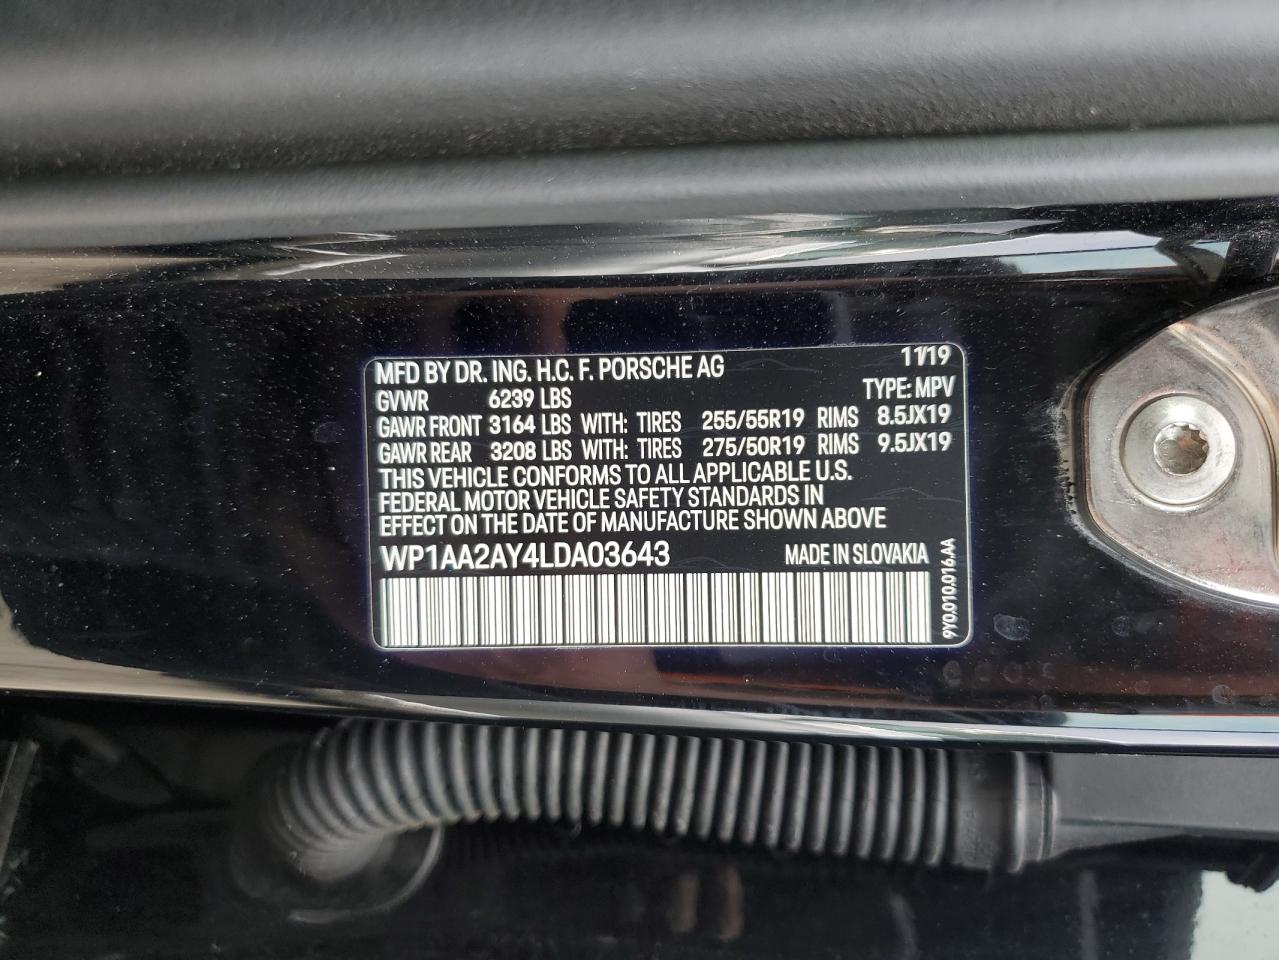 MFD BY DR. ING. H.C. F. PORSCHE AG 11/19
GVWR 6239 LBS TYPE: MPV
GAWR FRONT 3164 LBS WITH: TIRES 255/55R19 RIMS 8.5JX19
GAWR REAR 3208 LBS WITH: TIRES 275/50R19 RIMS 9.5JX19
THIS VEHICLE CONFORMS TO ALL APPLICABLE U.S.
FEDERAL MOTOR VEHICLE SAFETY STANDARDS IN
EFFECT ON THE DATE OF MANUFACTURE SHOWN ABOVE
WP1AA2AY4LDA03643 MADE IN SLOVAKIA
9Y0.010.016.AA